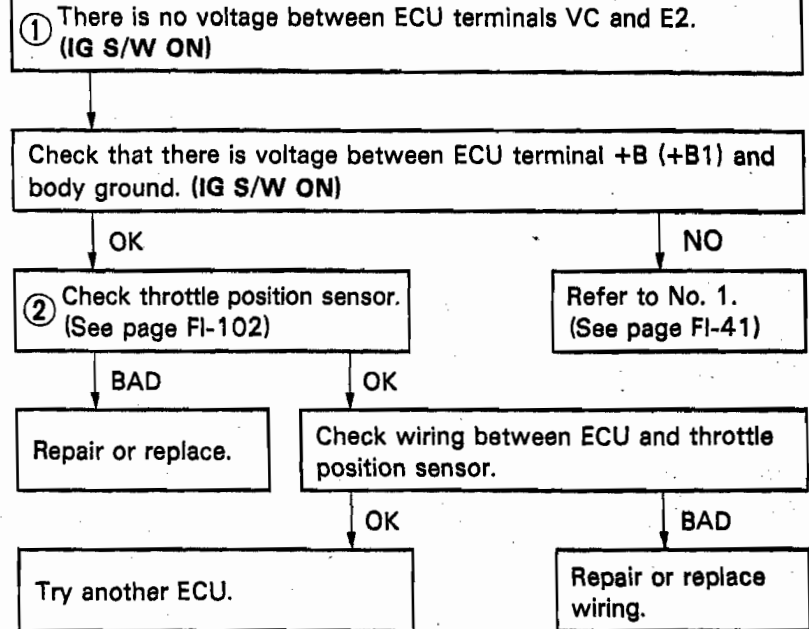 ① There is no voltage between ECU terminals VC and E2.
(IG S/W ON)
Check that there is voltage between ECU terminal +B (+B1) and
body ground. (IG S/W ON)
OK
NO
② Check throttle position sensor.
(See page FI-102)
Refer to No. 1.
(See page FI-41)
BAD
OK
Repair or replace.
Check wiring between ECU and throttle
position sensor.
OK
BAD
Try another ECU.
Repair or replace
wiring.